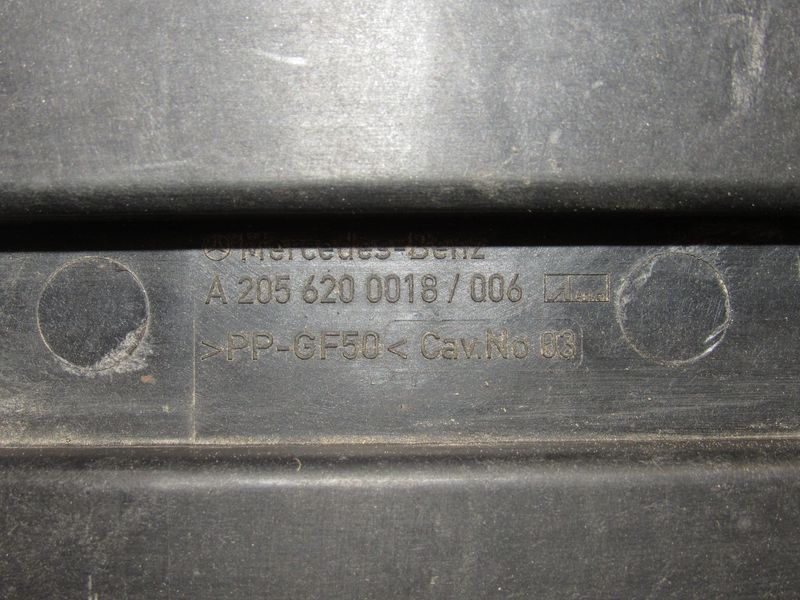 Mercedes-Benz
A 205 620 0018 / 006
>PP-GF50< Cav.No 03